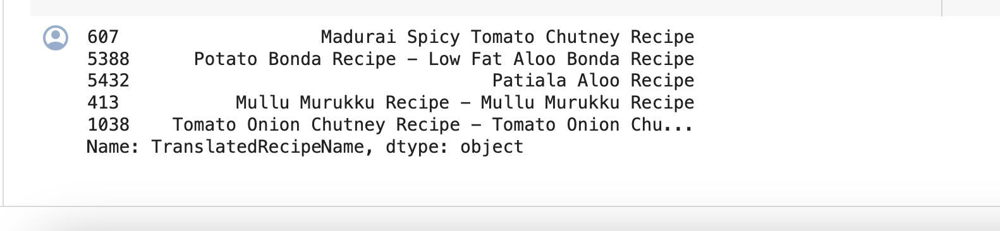 607 Madurai Spicy Tomato Chutney Recipe
5388 Potato Bonda Recipe – Low Fat Aloo Bonda Recipe
5432 Patiala Aloo Recipe
413 Mullu Murukku Recipe – Mullu Murukku Recipe
1038 Tomato Onion Chutney Recipe – Tomato Onion Chu...
Name: TranslatedRecipeName, dtype: object